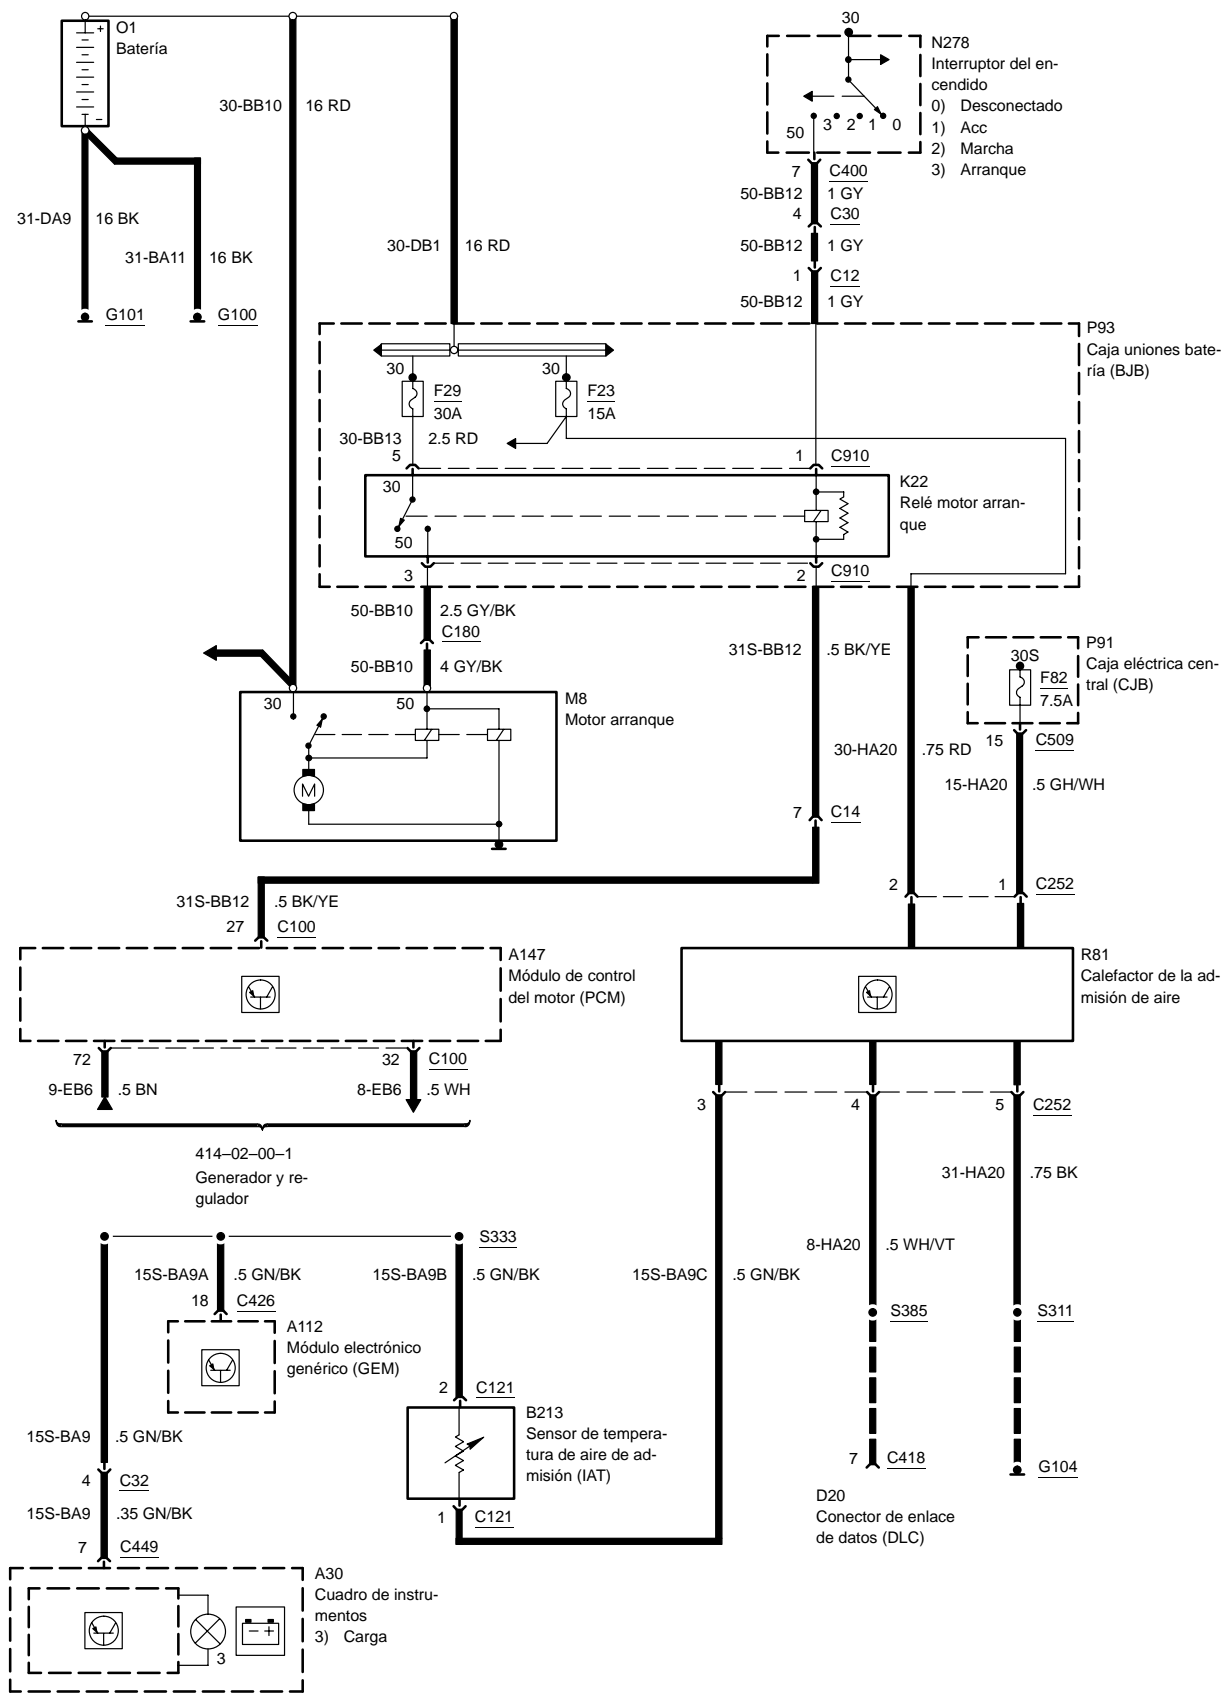 O1
Batería
30
N278
Interruptor del en-
cendido
0) Desconectado
1) Acc
2) Marcha
3) Arranque
30-BB10 16 RD
50 3 2 1 0
7 C400
50-BB12 1 GY
4 C30
31-DA9 16 BK
31-BA11 16 BK
30-DB1 16 RD
50-BB12 1 GY
1 C12
50-BB12 1 GY
G101
G100
P93
Caja uniones bate-
ría (BJB)
30
F29
30A
30
F23
15A
30-BB13 2.5 RD
5
1 C910
30
50
K22
Relé motor arran-
que
3
2 C910
50-BB10 2.5 GY/BK
C180
50-BB10 4 GY/BK
31S-BB12 .5 BK/YE
P91
Caja eléctrica cen-
tral (CJB)
30S
F82
7.5A
30
50
M8
Motor arranque
M
15 C509
30-HA20 .75 RD
15-HA20 .5 GH/WH
7 C14
2
1 C252
31S-BB12 .5 BK/YE
27 C100
A147
Módulo de control
del motor (PCM)
R81
Calefactor de la ad-
misión de aire
72
32 C100
9-EB6 .5 BN
8-EB6 .5 WH
3
4
5 C252
414–02–00–1
Generador y re-
gulador
31-HA20 .75 BK
S333
8-HA20 .5 WH/VT
15S-BA9A .5 GN/BK
15S-BA9B .5 GN/BK
15S-BA9C .5 GN/BK
18 C426
S385
S311
A112
Módulo electrónico
genérico (GEM)
2 C121
B213
Sensor de tempera-
tura de aire de ad-
misión (IAT)
15S-BA9 .5 GN/BK
4 C32
15S-BA9 .35 GN/BK
7 C418
G104
1 C121
D20
Conector de enlace
de datos (DLC)
7 C449
A30
Cuadro de instru-
mentos
3) Carga
3